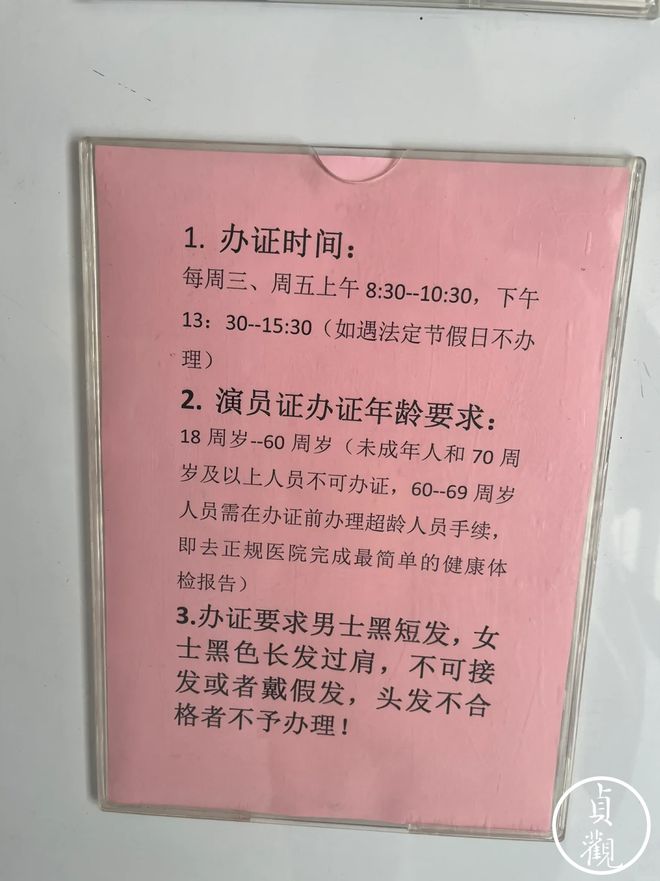 1. 办证时间：
每周三、周五上午 8:30--10:30，下午
13：30--15:30（如遇法定节假日不办
理）
2. 演员证办证年龄要求：
18 周岁--60 周岁（未成年人和 70 周
岁及以上人员不可办证，60--69 周岁
人员需在办证前办理超龄人员手续，
即去正规医院完成最简单的健康体
检报告）
3.办证要求男士黑短发，女
士黑色长发过肩，不可接
发或者戴假发，头发不合
格者不予办理！
貞
觀